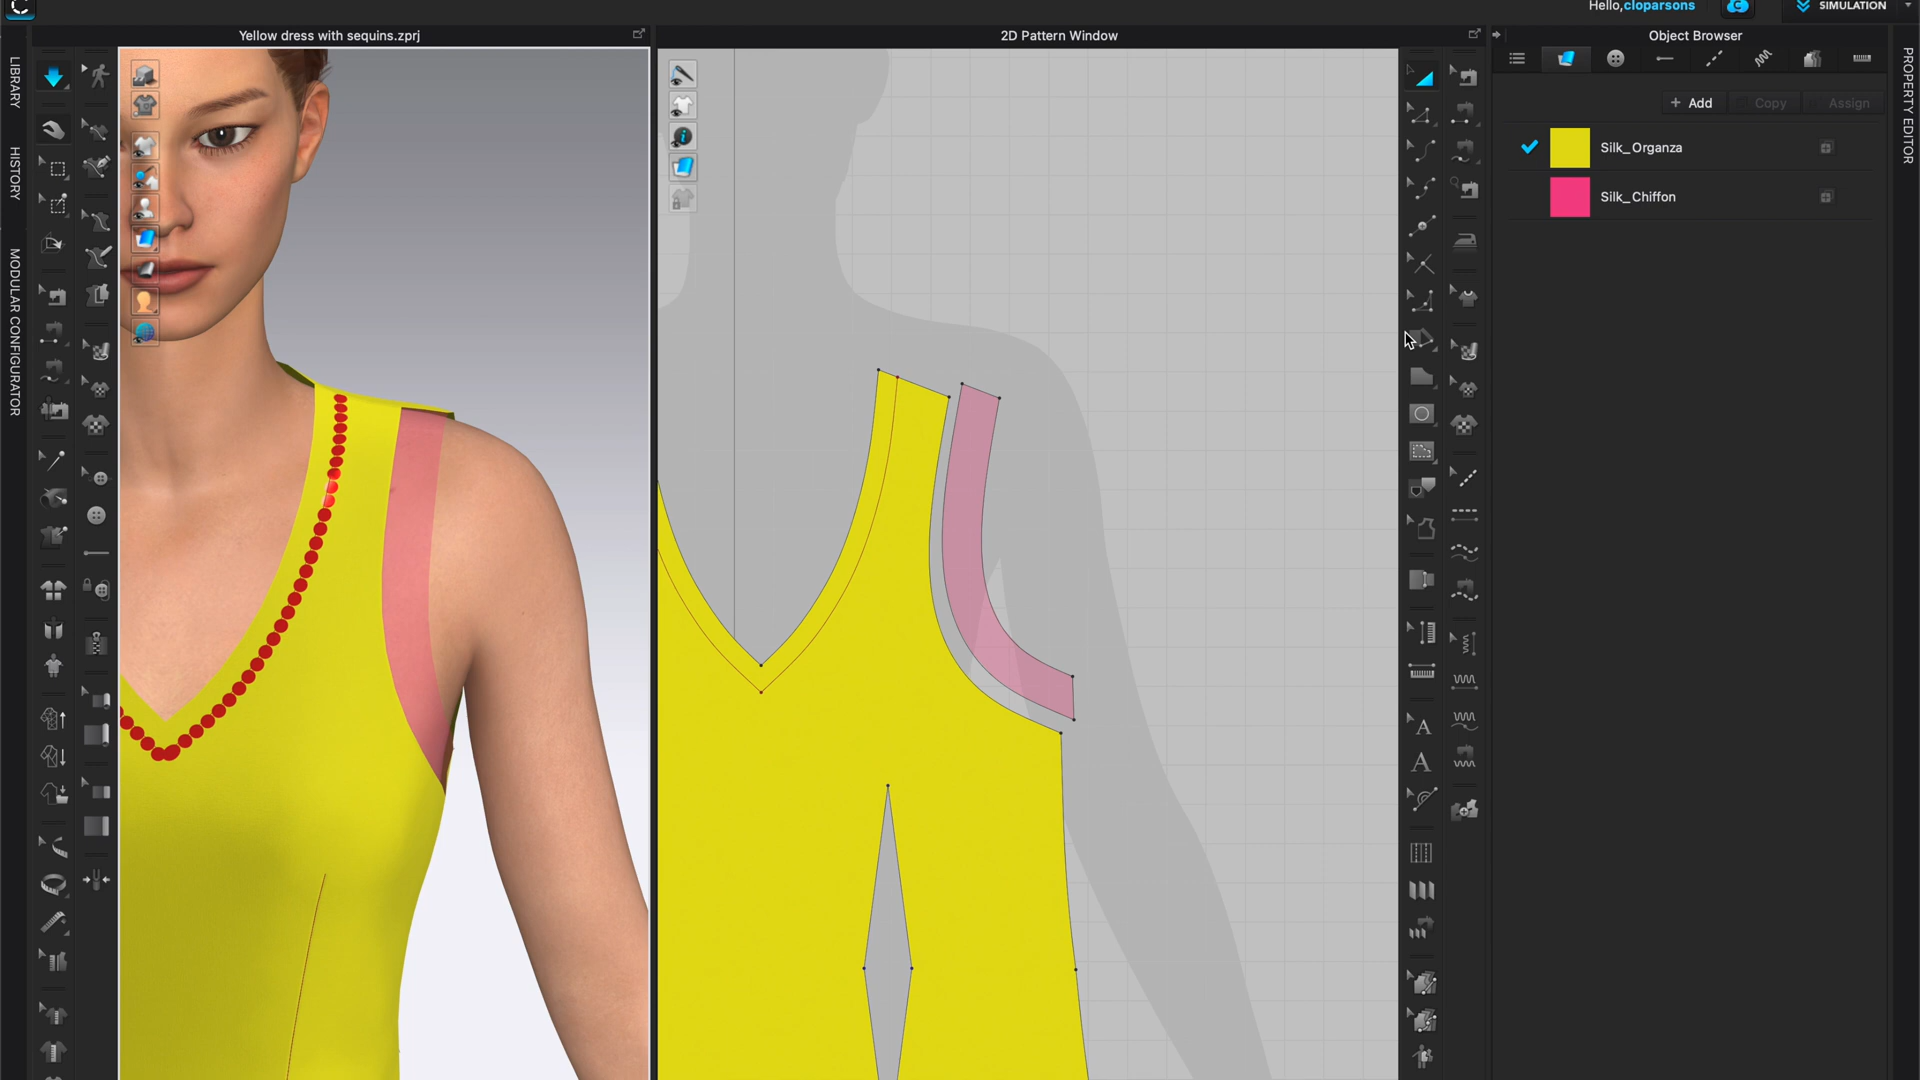 Hello,cloparsons
SIMULATION
Yellow dress with sequins.zprj
2D Pattern Window
Object Browser
LIBRARY
HISTORY
MODULAR CONFIGURATOR
PROPERTY EDITOR
+ Add
Copy
Assign
Silk_Organza
Silk_Chiffon
A
A